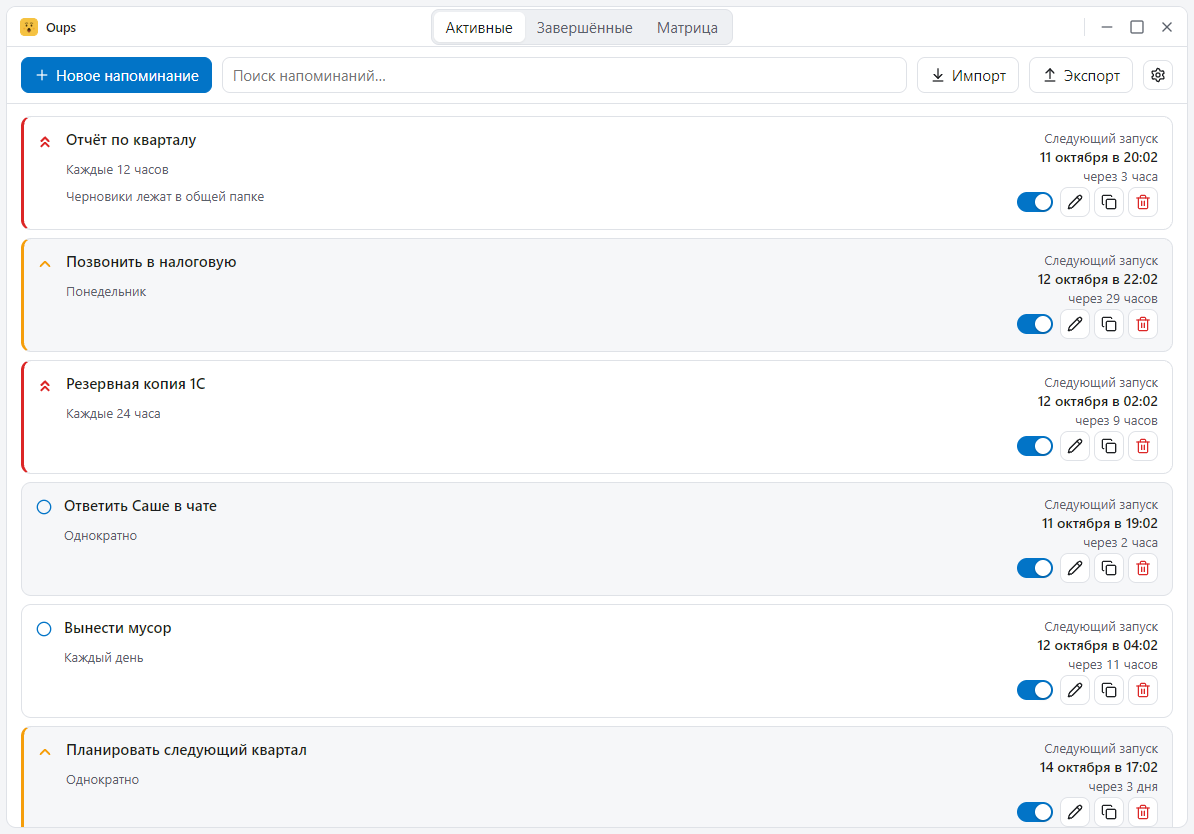 Oups
Активные
Завершённые
Матрица
Новое напоминание
Поиск напоминаний...
Импорт
Экспорт
Отчёт по кварталу
Каждые 12 часов
Черновики лежат в общей папке
Следующий запуск
11 октября в 20:02
через 3 часа
Позвонить в налоговую
Понедельник
Следующий запуск
12 октября в 22:02
через 29 часов
Резервная копия 1С
Каждые 24 часа
Следующий запуск
12 октября в 02:02
через 9 часов
Ответить Саше в чате
Однократно
Следующий запуск
11 октября в 19:02
через 2 часа
Вынести мусор
Каждый день
Следующий запуск
12 октября в 04:02
через 11 часов
Планировать следующий квартал
Однократно
Следующий запуск
14 октября в 17:02
через 3 дня